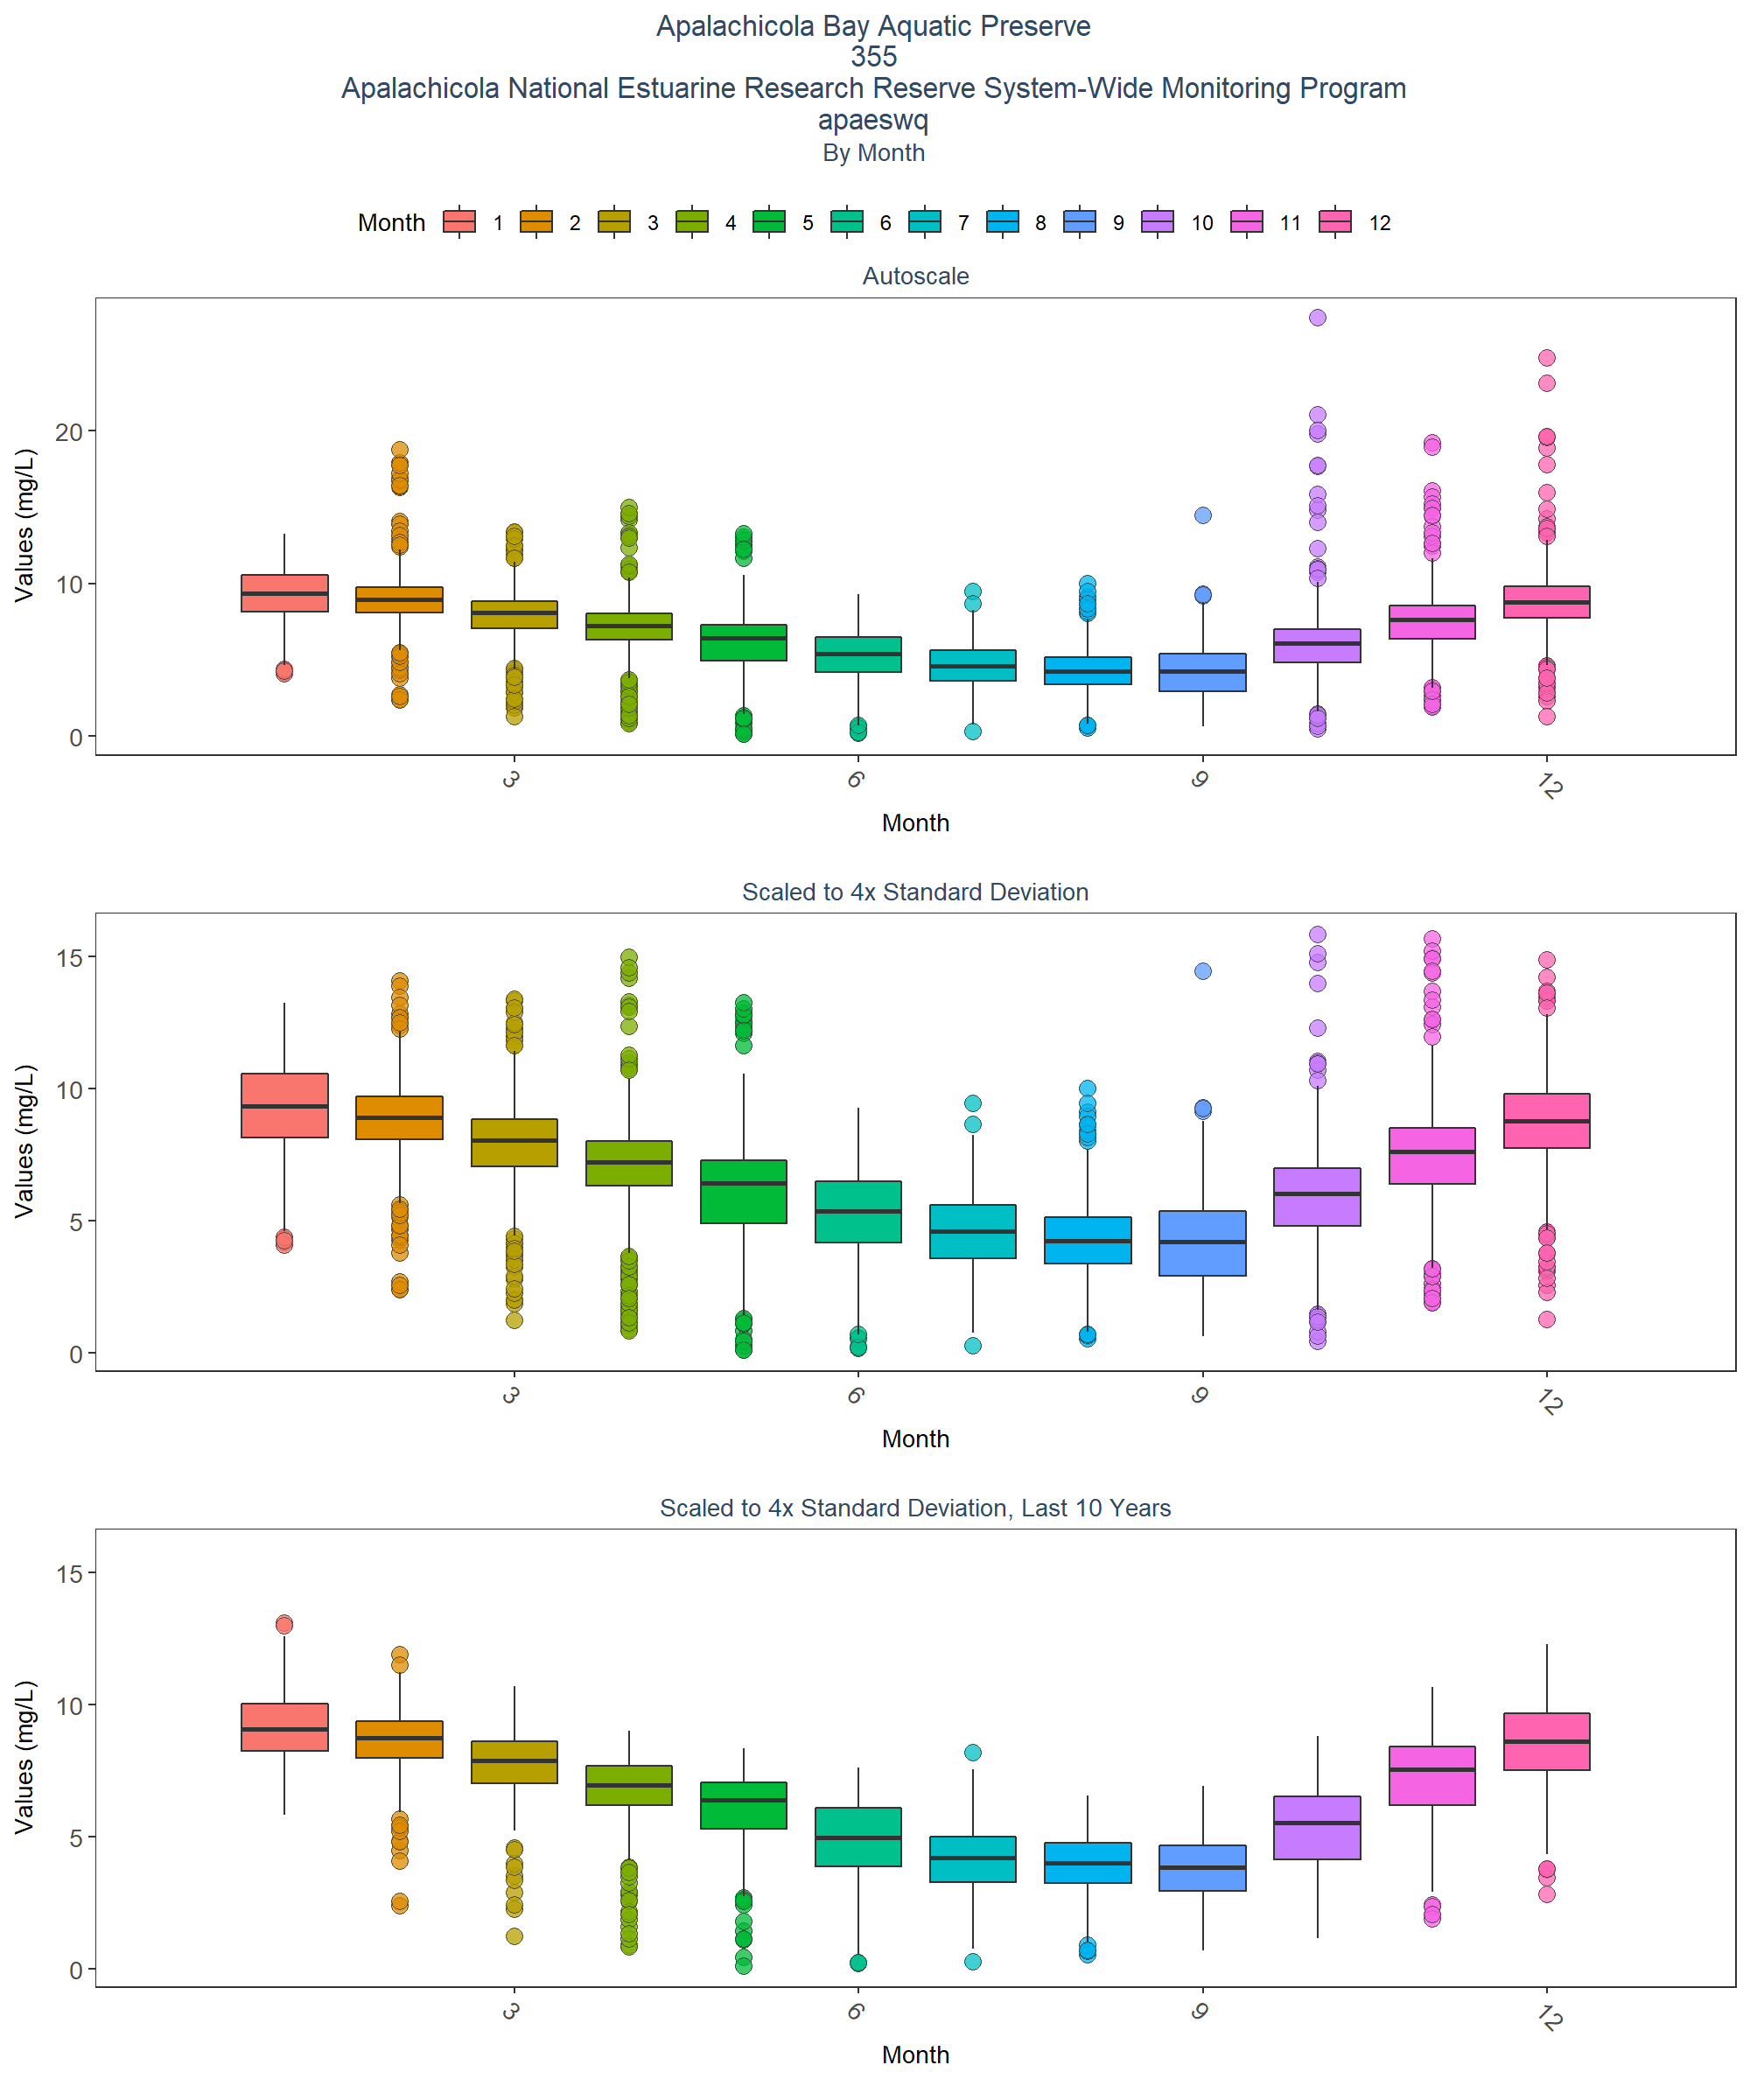 Apalachicola Bay Aquatic Preserve
355
Apalachicola National Estuarine Research Reserve System-Wide Monitoring Program
apaeswq
By Month
Month 1 2 3 4 5 6 7 8 9 10 11 12
Autoscale
Values (mg/L)
20
10
0
3 6 9 12
Month
Scaled to 4x Standard Deviation
Values (mg/L)
15
10
5
0
3 6 9 12
Month
Scaled to 4x Standard Deviation, Last 10 Years
Values (mg/L)
15
10
5
0
3 6 9 12
Month